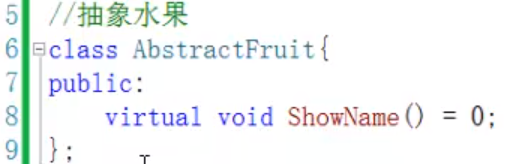 5 //抽象水果
6 class AbstractFruit{
7 public:
8     virtual void ShowName() = 0;
9 };